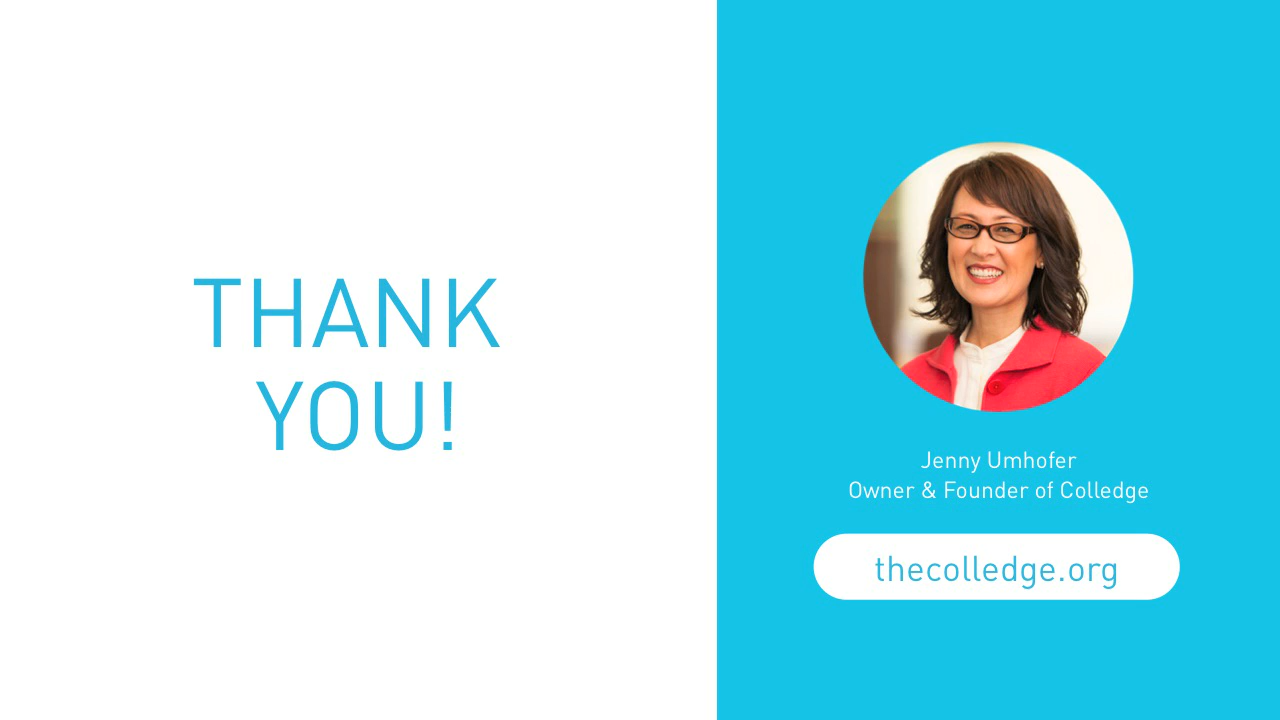 THANK
YOU!
Jenny Umhofer
Owner & Founder of Colledge
thecolledge.org